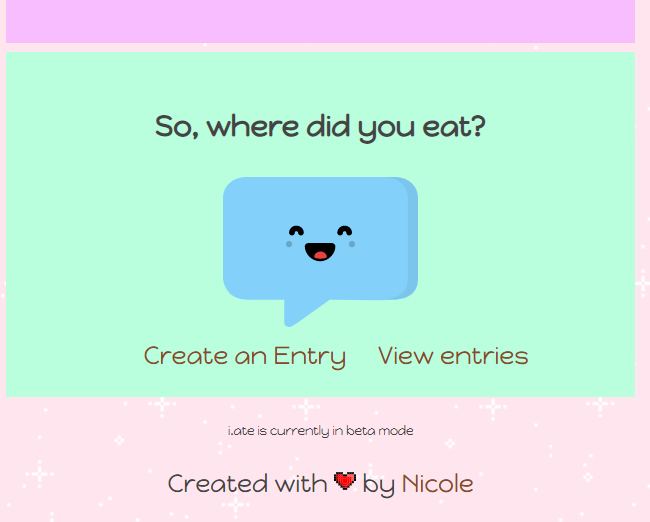 So, where did you eat?
Create an Entry View entries
i.ate is currently in beta mode
Created with by Nicole